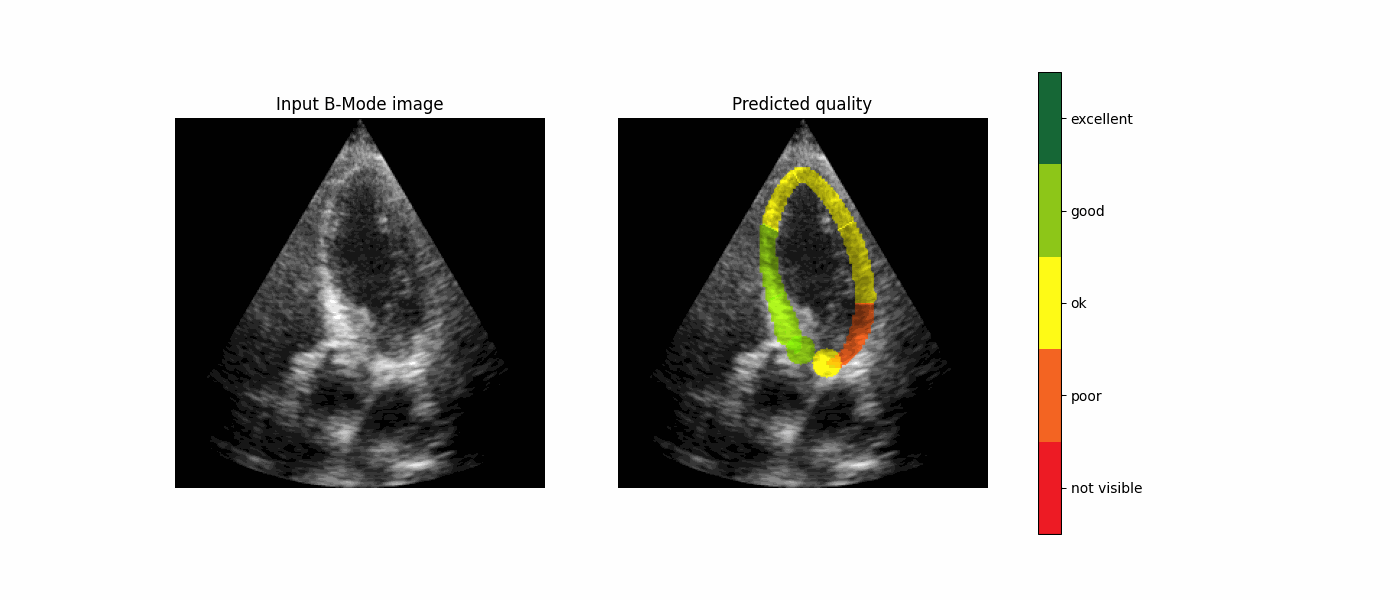 Input B-Mode image
Predicted quality
excellent
good
ok
poor
not visible